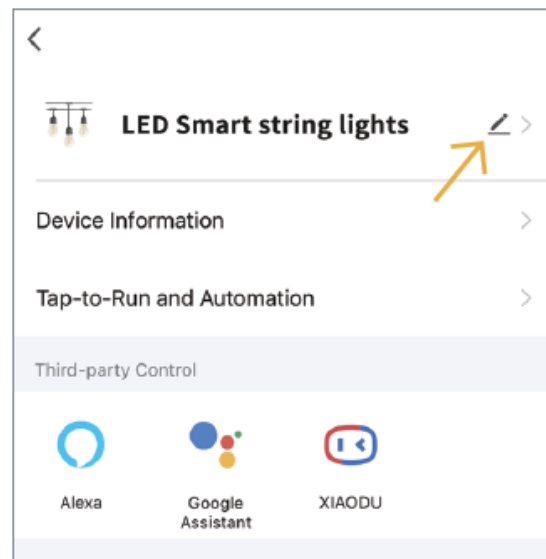 LED Smart string lights
Device Information
Tap-to-Run and Automation
Third-party Control
Alexa
Google
Assistant
XIAODU